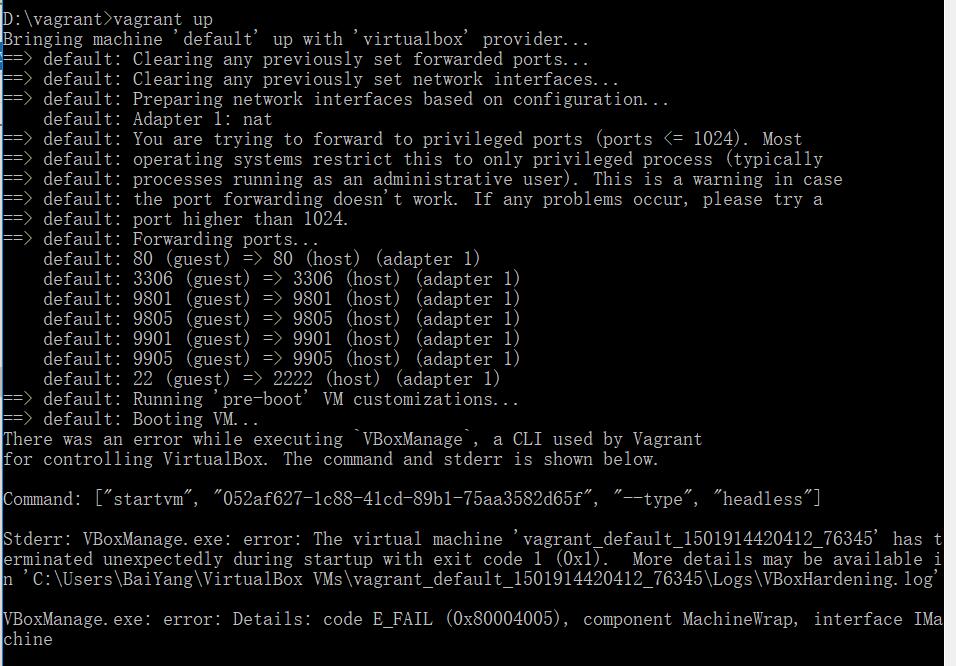 D:\vagrant>vagrant up
Bringing machine 'default' up with 'virtualbox' provider...
==> default: Clearing any previously set forwarded ports...
==> default: Clearing any previously set network interfaces...
==> default: Preparing network interfaces based on configuration...
    default: Adapter 1: nat
==> default: You are trying to forward to privileged ports (ports <= 1024). Most
==> default: operating systems restrict this to only privileged process (typically
==> default: processes running as an administrative user). This is a warning in case
==> default: the port forwarding doesn't work. If any problems occur, please try a
==> default: port higher than 1024.
==> default: Forwarding ports...
    default: 80 (guest) => 80 (host) (adapter 1)
    default: 3306 (guest) => 3306 (host) (adapter 1)
    default: 9801 (guest) => 9801 (host) (adapter 1)
    default: 9805 (guest) => 9805 (host) (adapter 1)
    default: 9901 (guest) => 9901 (host) (adapter 1)
    default: 9905 (guest) => 9905 (host) (adapter 1)
    default: 22 (guest) => 2222 (host) (adapter 1)
==> default: Running 'pre-boot' VM customizations...
==> default: Booting VM...
There was an error while executing `VBoxManage`, a CLI used by Vagrant
for controlling VirtualBox. The command and stderr is shown below.

Command: ["startvm", "052af627-1c88-41cd-89b1-75aa3582d65f", "--type", "headless"]

Stderr: VBoxManage.exe: error: The virtual machine 'vagrant_default_1501914420412_76345' has t
erminated unexpectedly during startup with exit code 1 (0x1).  More details may be available i
n 'C:\Users\BaiYang\VirtualBox VMs\vagrant_default_1501914420412_76345\Logs\VBoxHardening.log'

VBoxManage.exe: error: Details: code E_FAIL (0x80004005), component MachineWrap, interface IMa
chine